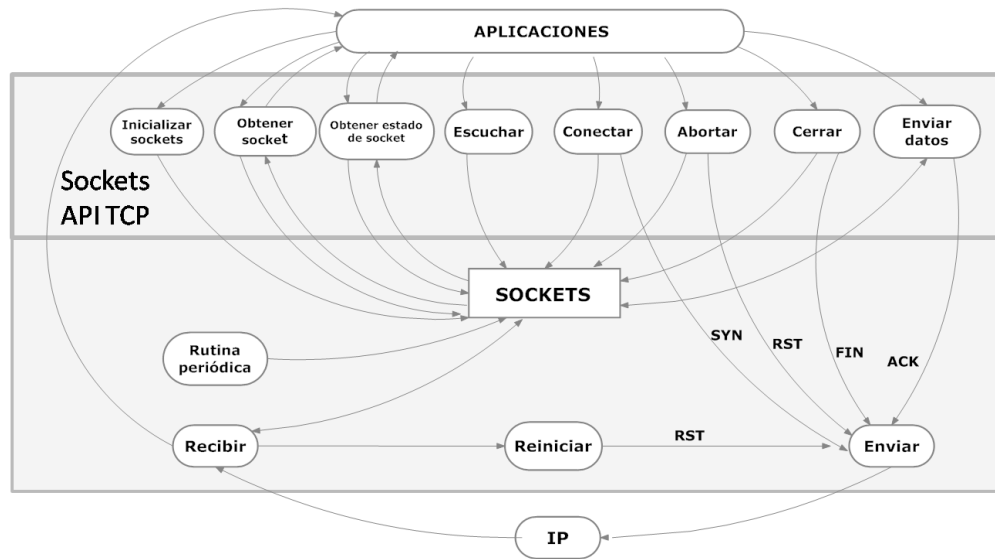 APLICACIONES
Inicializar
sockets
Obtener
socket
Obtener estado
de socket
Escuchar
Conectar
Abortar
Cerrar
Enviar
datos
Sockets
API TCP
SOCKETS
Rutina
periódica
SYN
RST
FIN
ACK
Recibir
Reiniciar
RST
Enviar
IP